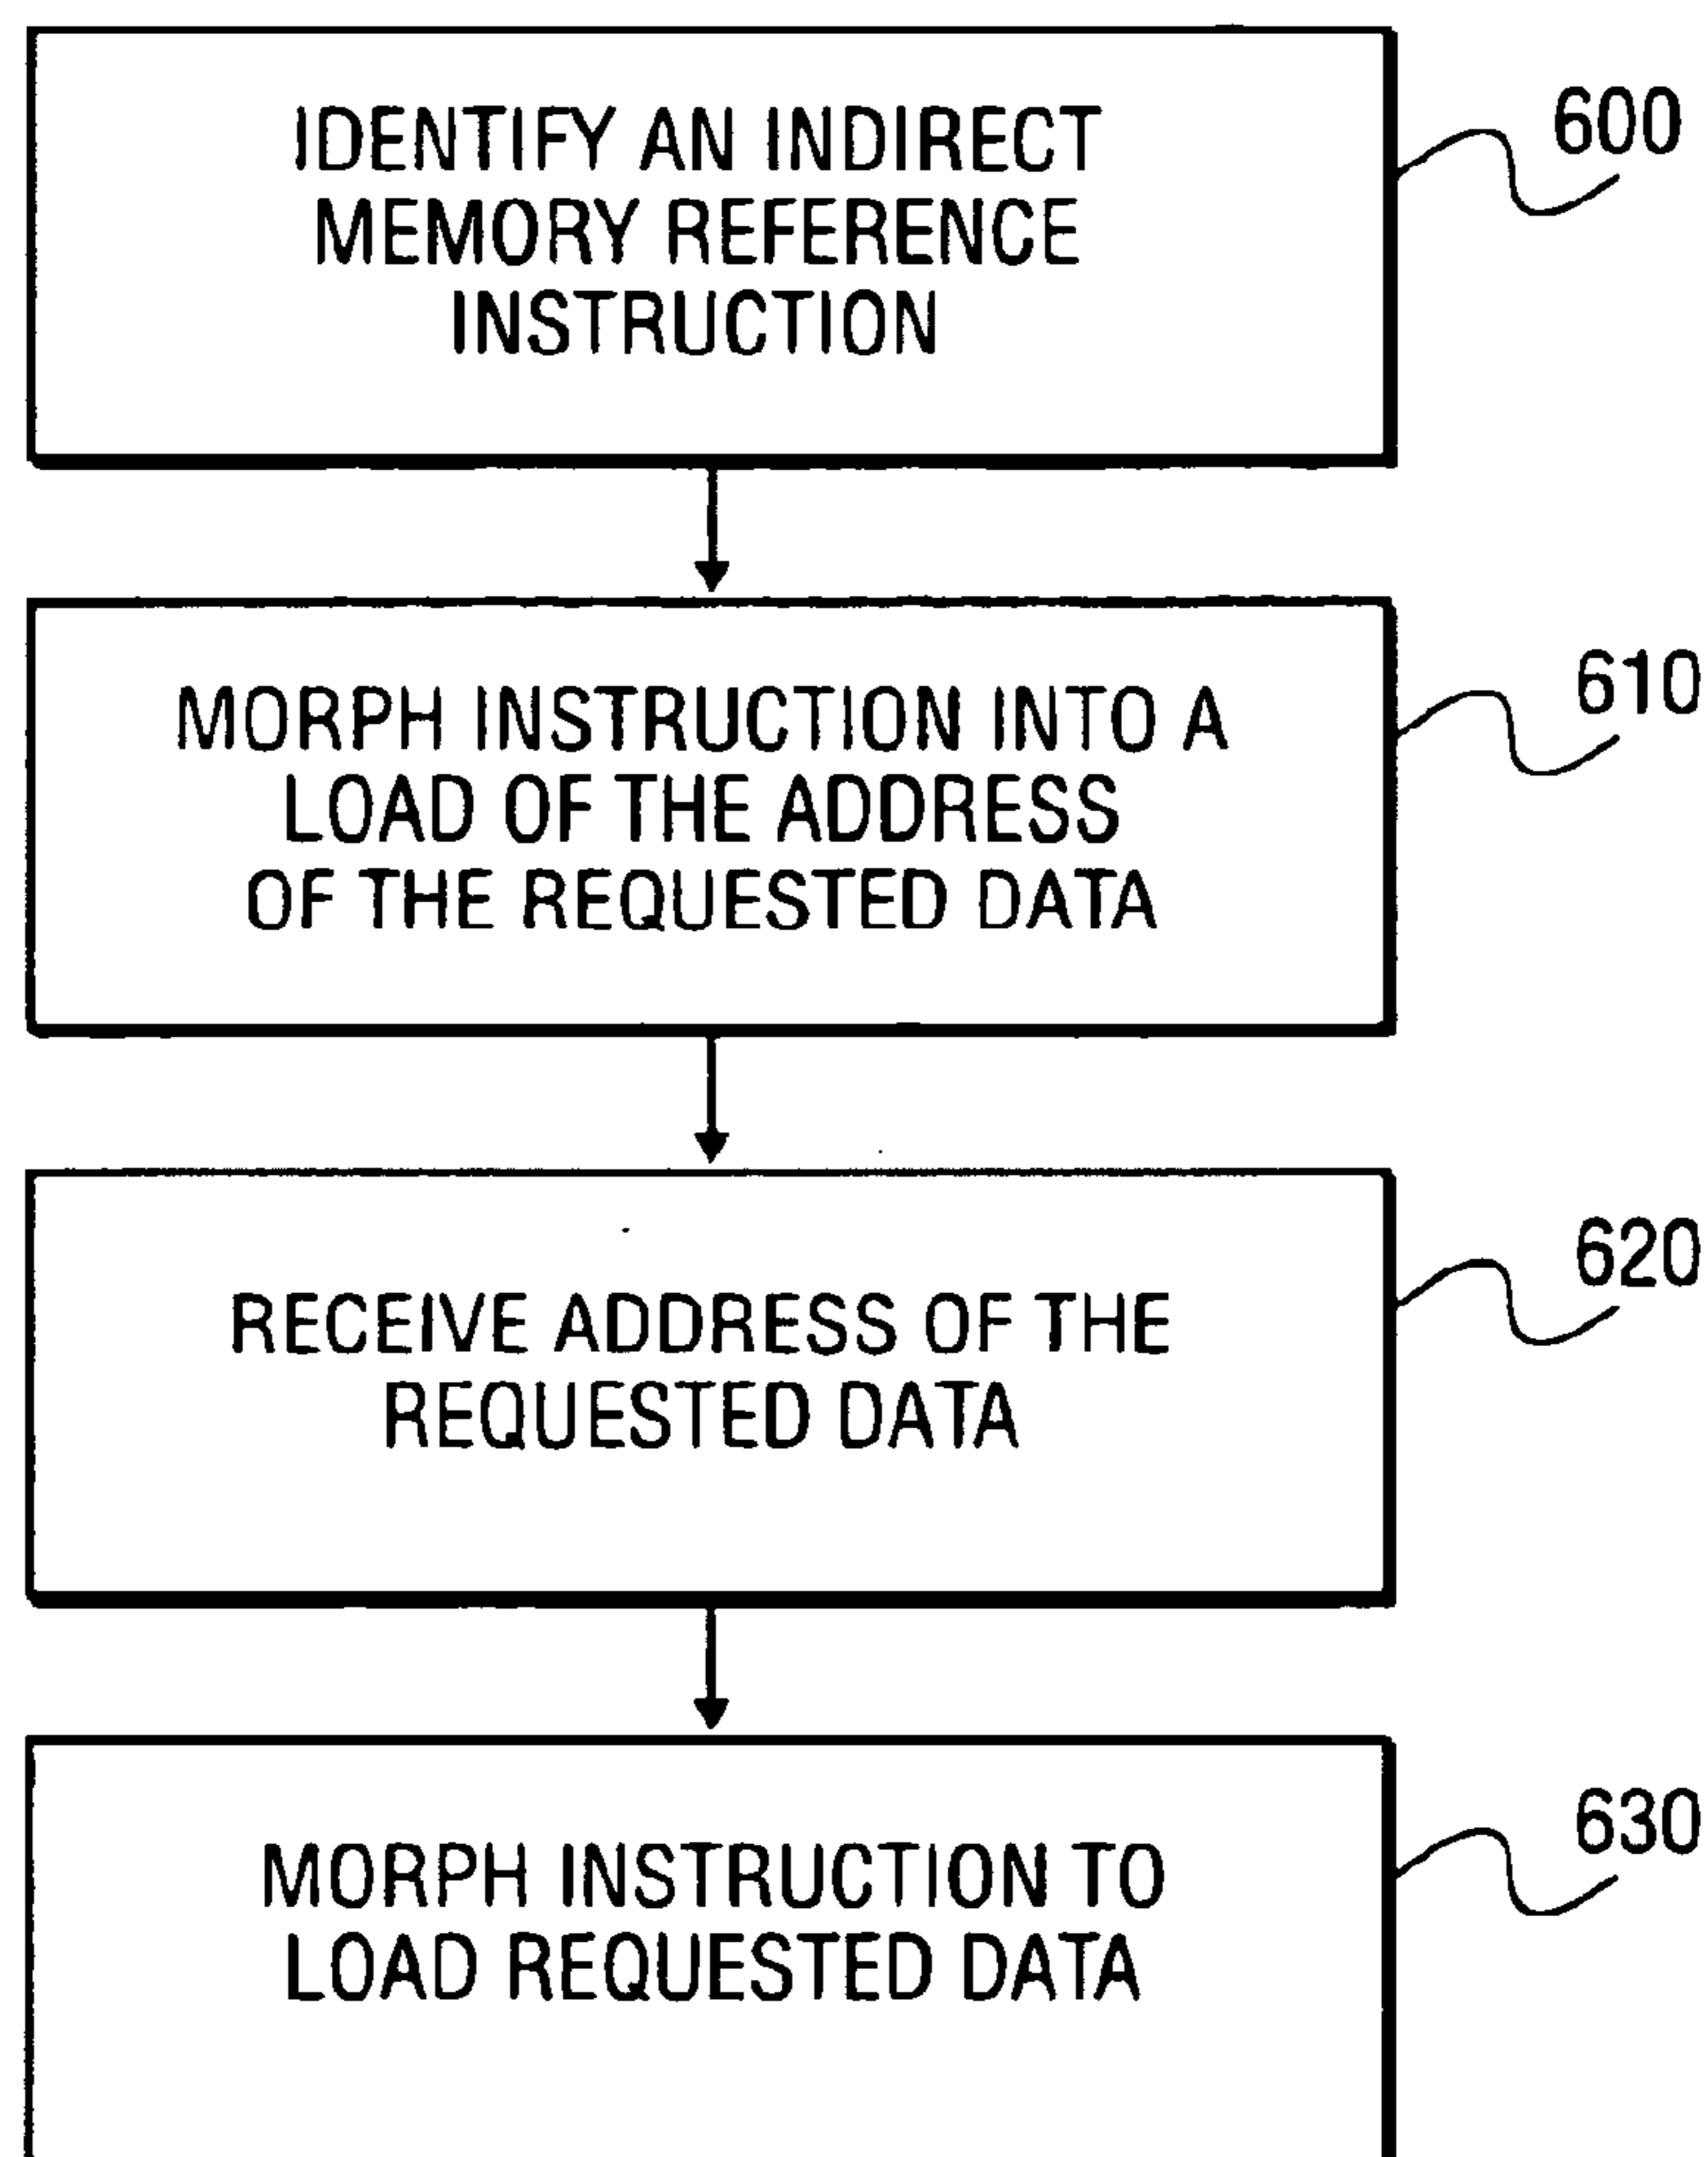 IDENTIFY AN INDIRECT
MEMORY REFERENCE
INSTRUCTION
600
MORPH INSTRUCTION INTO A
LOAD OF THE ADDRESS
OF THE REQUESTED DATA
610
RECEIVE ADDRESS OF THE
REQUESTED DATA
620
MORPH INSTRUCTION TO
LOAD REQUESTED DATA
630